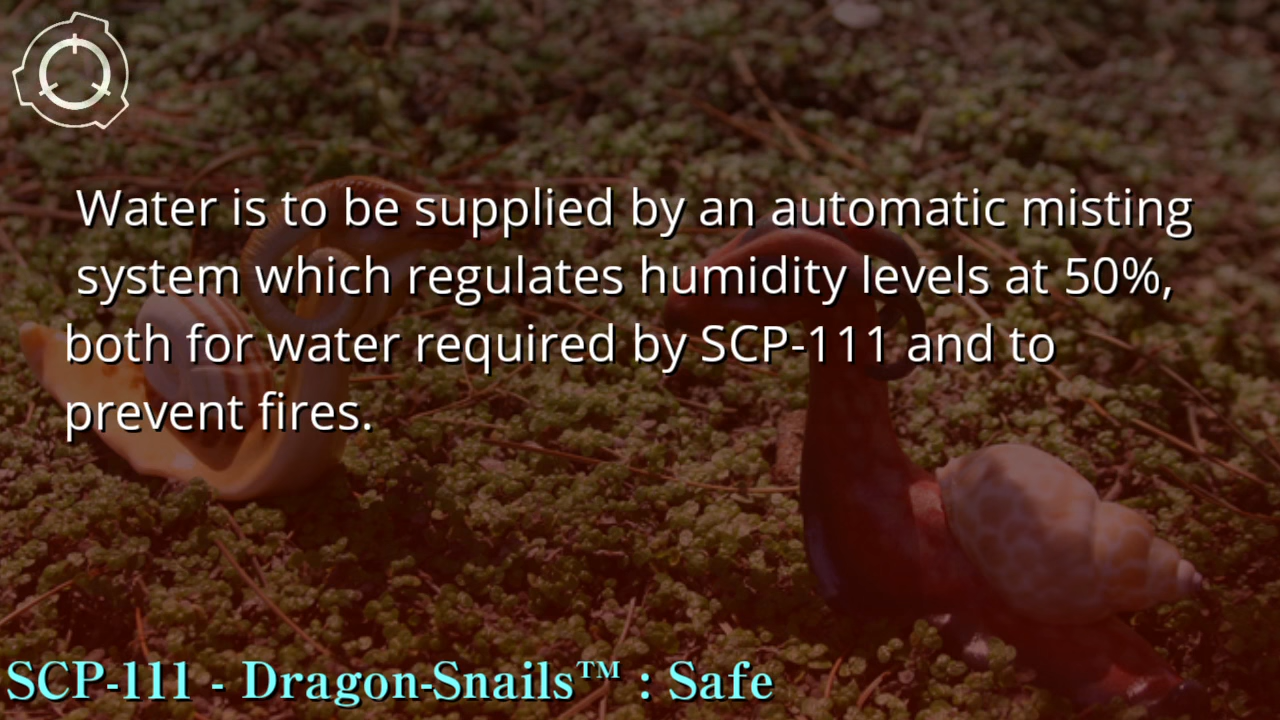 Water is to be supplied by an automatic misting
system which regulates humidity levels at 50%,
both for water required by SCP-111 and to
prevent fires.
SCP-111 - Dragon-Snails™ : Safe